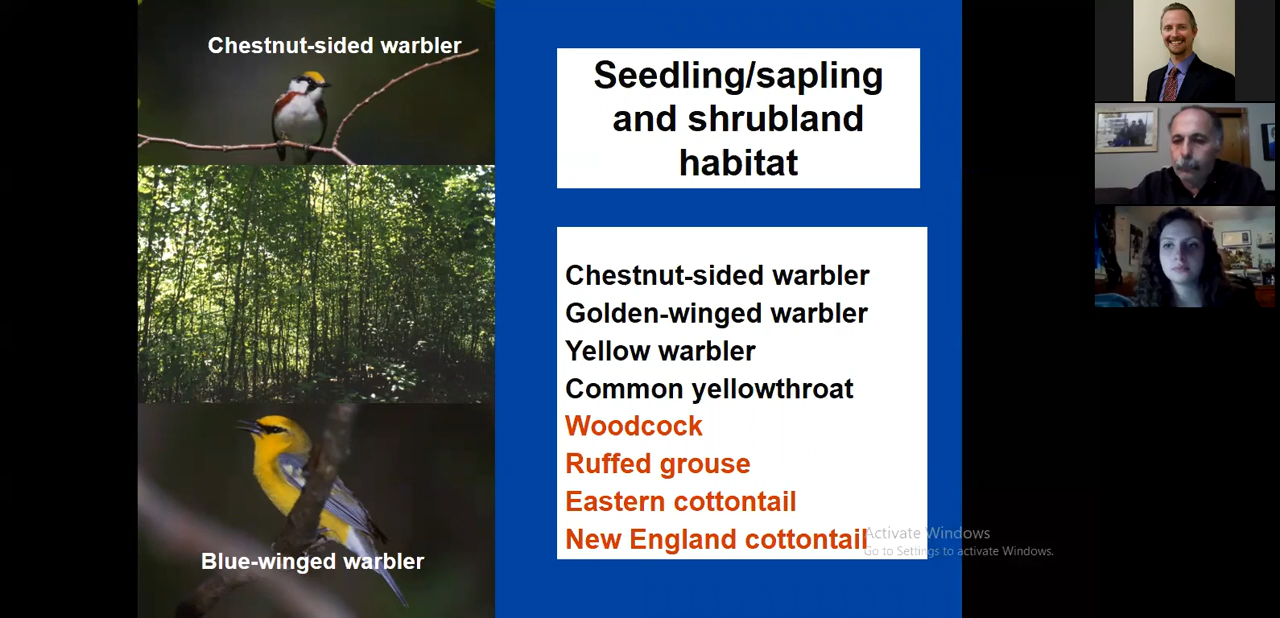 Chestnut-sided warbler
Blue-winged warbler
Seedling/sapling
and shrubland
habitat
Chestnut-sided warbler
Golden-winged warbler
Yellow warbler
Common yellowthroat
Woodcock
Ruffed grouse
Eastern cottontail
New England cottontail
Activate Windows
Go to Settings to activate Windows.